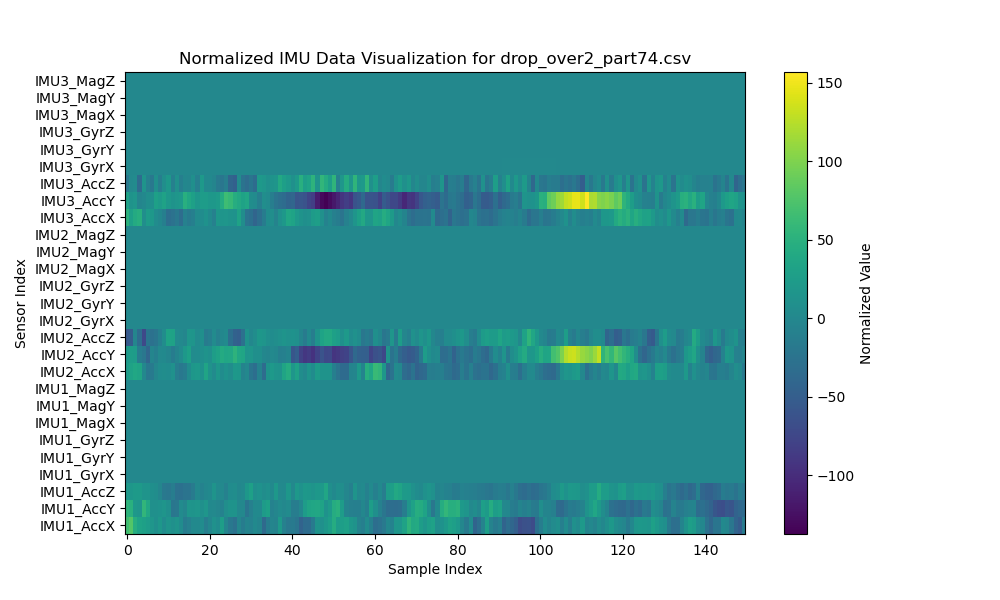 Normalized IMU Data Visualization for drop_over2_part74.csv
IMU3_MagZ
IMU3_MagY
IMU3_MagX
IMU3_GyrZ
IMU3_GyrY
IMU3_GyrX
IMU3_AccZ
IMU3_AccY
IMU3_AccX
IMU2_MagZ
IMU2_MagY
IMU2_MagX
IMU2_GyrZ
IMU2_GyrY
IMU2_GyrX
IMU2_AccZ
IMU2_AccY
IMU2_AccX
IMU1_MagZ
IMU1_MagY
IMU1_MagX
IMU1_GyrZ
IMU1_GyrY
IMU1_GyrX
IMU1_AccZ
IMU1_AccY
IMU1_AccX
Sensor Index
0 20 40 60 80 100 120 140
Sample Index
150
100
50
0
−50
−100
Normalized Value